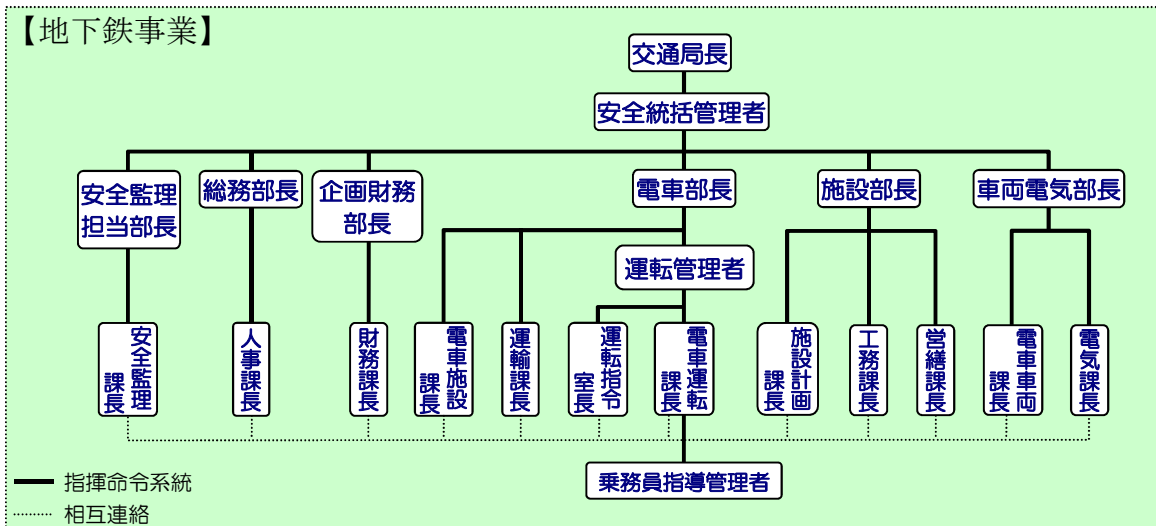 【地下鉄事業】
交通局長
安全統括管理者
安全監理
担当部長
総務部長
企画財務
部長
電車部長
施設部長
車両電気部長
運転管理者
安全監理
課長
人事課長
財務課長
電車施設
課長
運輸課長
運転指令
室長
電車運転
課長
施設計画
課長
工務課長
営繕課長
電車車両
課長
電気課長
乗務員指導管理者
指揮命令系統
相互連絡